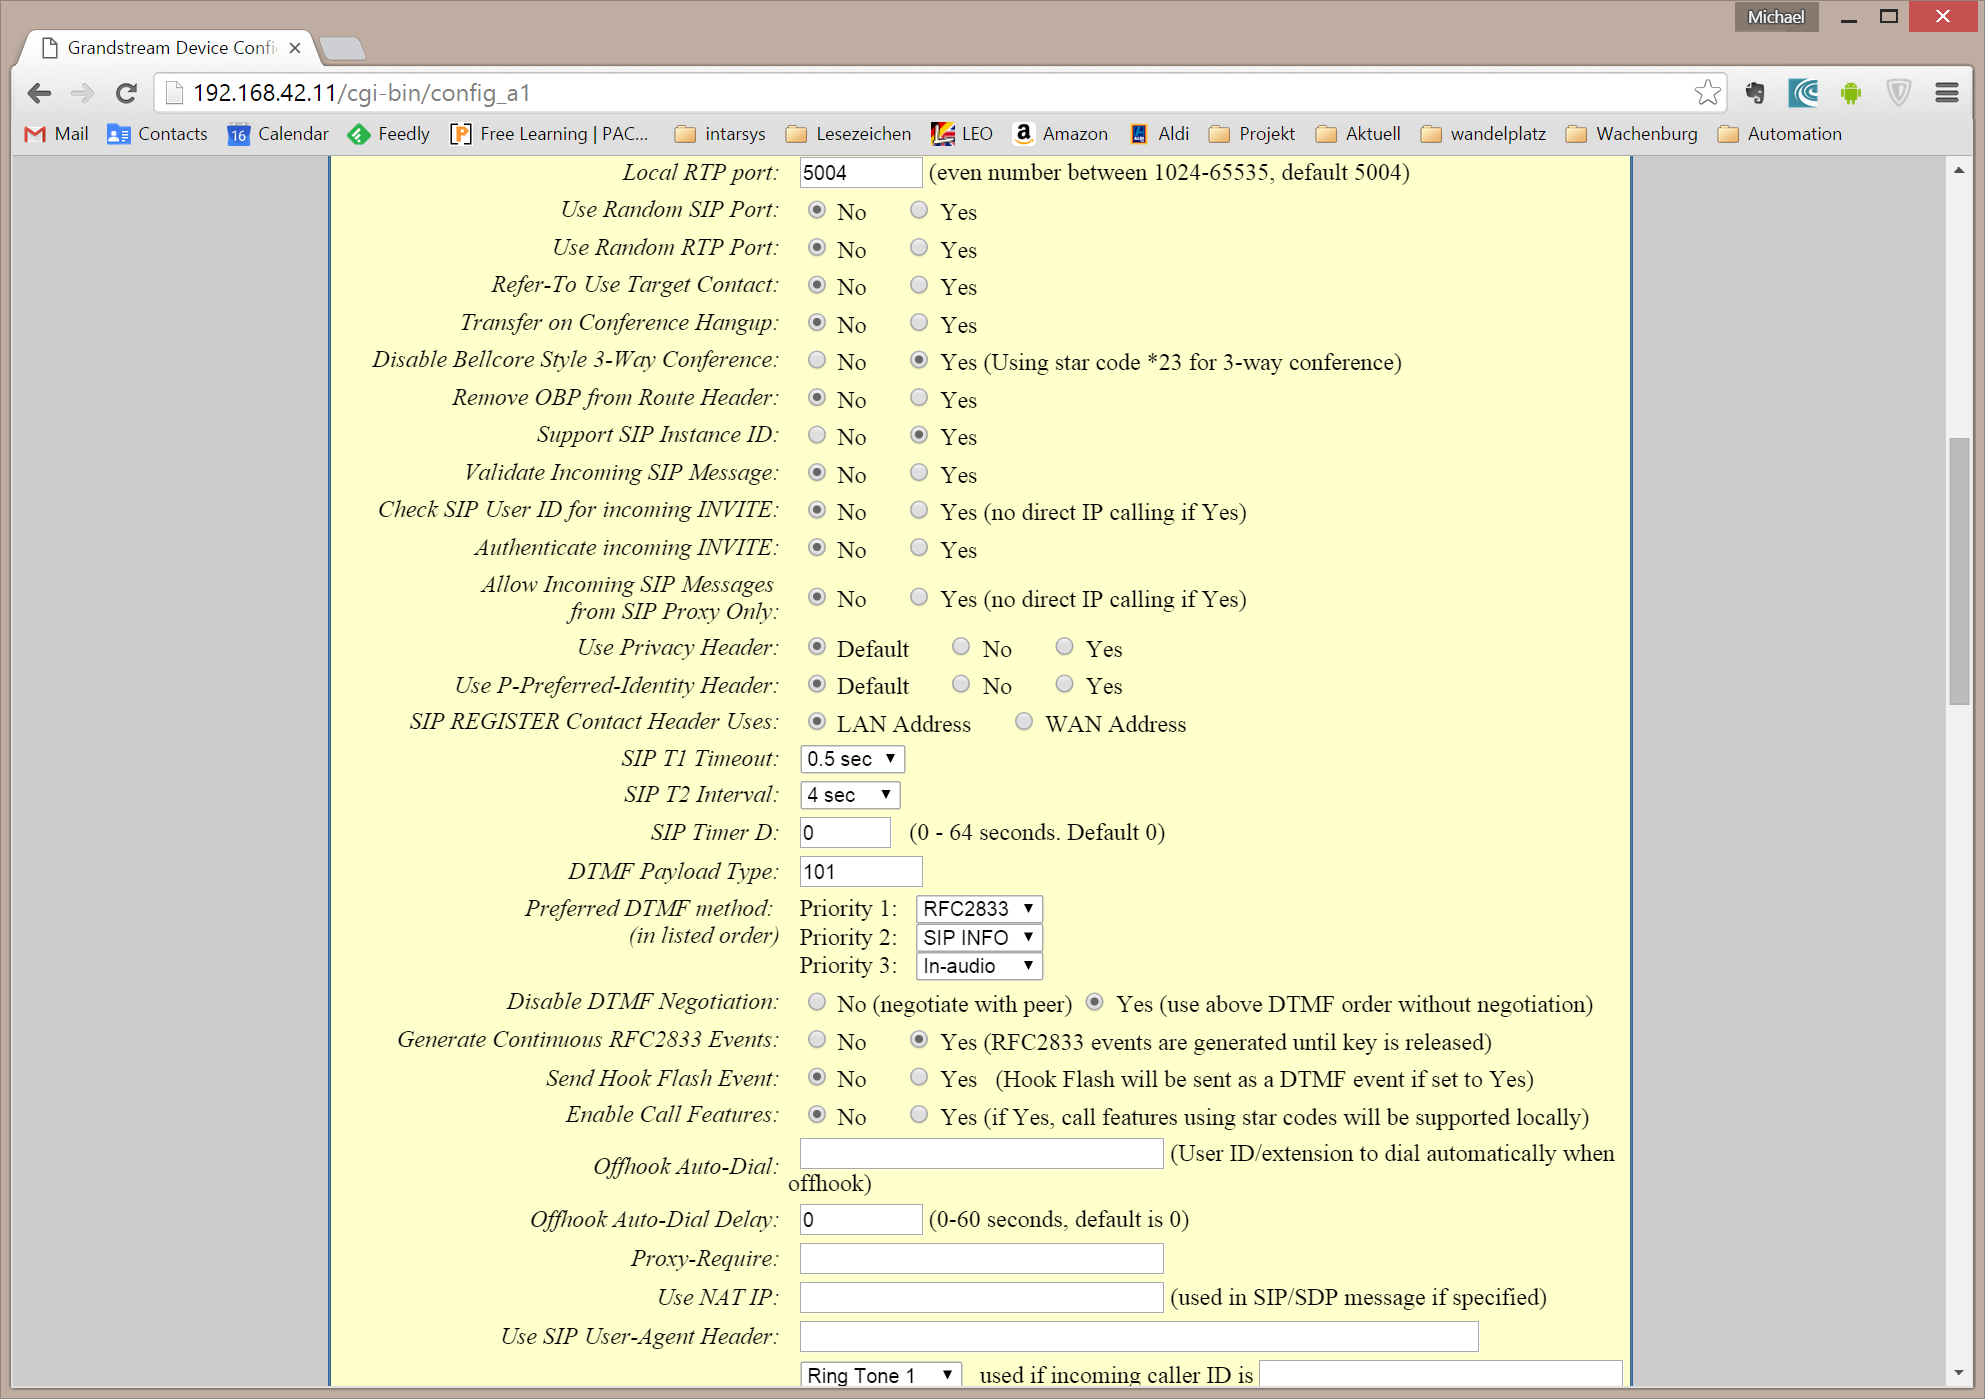 Michael
Grandstream Device Confi
192.168.42.11/cgi-bin/config_a1
Mail Contacts 16 Calendar Feedly Free Learning | PAC... intarsys Lesezeichen LEO Amazon Aldi Projekt Aktuell wandelplatz Wachenburg Automation
Local RTP port: 5004 (even number between 1024-65535, default 5004)
Use Random SIP Port: No Yes
Use Random RTP Port: No Yes
Refer-To Use Target Contact: No Yes
Transfer on Conference Hangup: No Yes
Disable Bellcore Style 3-Way Conference: No Yes (Using star code *23 for 3-way conference)
Remove OBP from Route Header: No Yes
Support SIP Instance ID: No Yes
Validate Incoming SIP Message: No Yes
Check SIP User ID for incoming INVITE: No Yes (no direct IP calling if Yes)
Authenticate incoming INVITE: No Yes
Allow Incoming SIP Messages
from SIP Proxy Only: No Yes (no direct IP calling if Yes)
Use Privacy Header: Default No Yes
Use P-Preferred-Identity Header: Default No Yes
SIP REGISTER Contact Header Uses: LAN Address WAN Address
SIP T1 Timeout: 0.5 sec
SIP T2 Interval: 4 sec
SIP Timer D: 0 (0 - 64 seconds. Default 0)
DTMF Payload Type: 101
Preferred DTMF method: Priority 1: RFC2833
(in listed order) Priority 2: SIP INFO
Priority 3: In-audio
Disable DTMF Negotiation: No (negotiate with peer) Yes (use above DTMF order without negotiation)
Generate Continuous RFC2833 Events: No Yes (RFC2833 events are generated until key is released)
Send Hook Flash Event: No Yes (Hook Flash will be sent as a DTMF event if set to Yes)
Enable Call Features: No Yes (if Yes, call features using star codes will be supported locally)
Offhook Auto-Dial: (User ID/extension to dial automatically when
offhook)
Offhook Auto-Dial Delay: 0 (0-60 seconds, default is 0)
Proxy-Require:
Use NAT IP: (used in SIP/SDP message if specified)
Use SIP User-Agent Header:
Ring Tone 1 used if incoming caller ID is